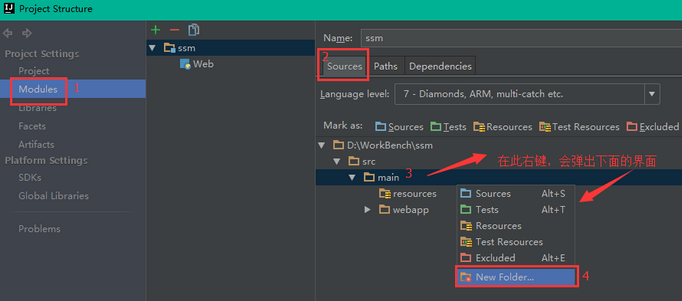 Project Structure
Project Settings
Project
Modules
1
Libraries
Facets
Artifacts
Platform Settings
SDKs
Global Libraries
Problems
ssm
Web
Name: ssm
2
Sources Paths Dependencies
Language level: 7 - Diamonds, ARM, multi-catch etc.
Mark as: Sources Tests Resources Test Resources Excluded
D:\WorkBench\ssm
src
main
3
在此右键,会弹出下面的界面
resources
webapp
Sources Alt+S
Tests Alt+T
Resources
Test Resources
Excluded Alt+E
New Folder...
4